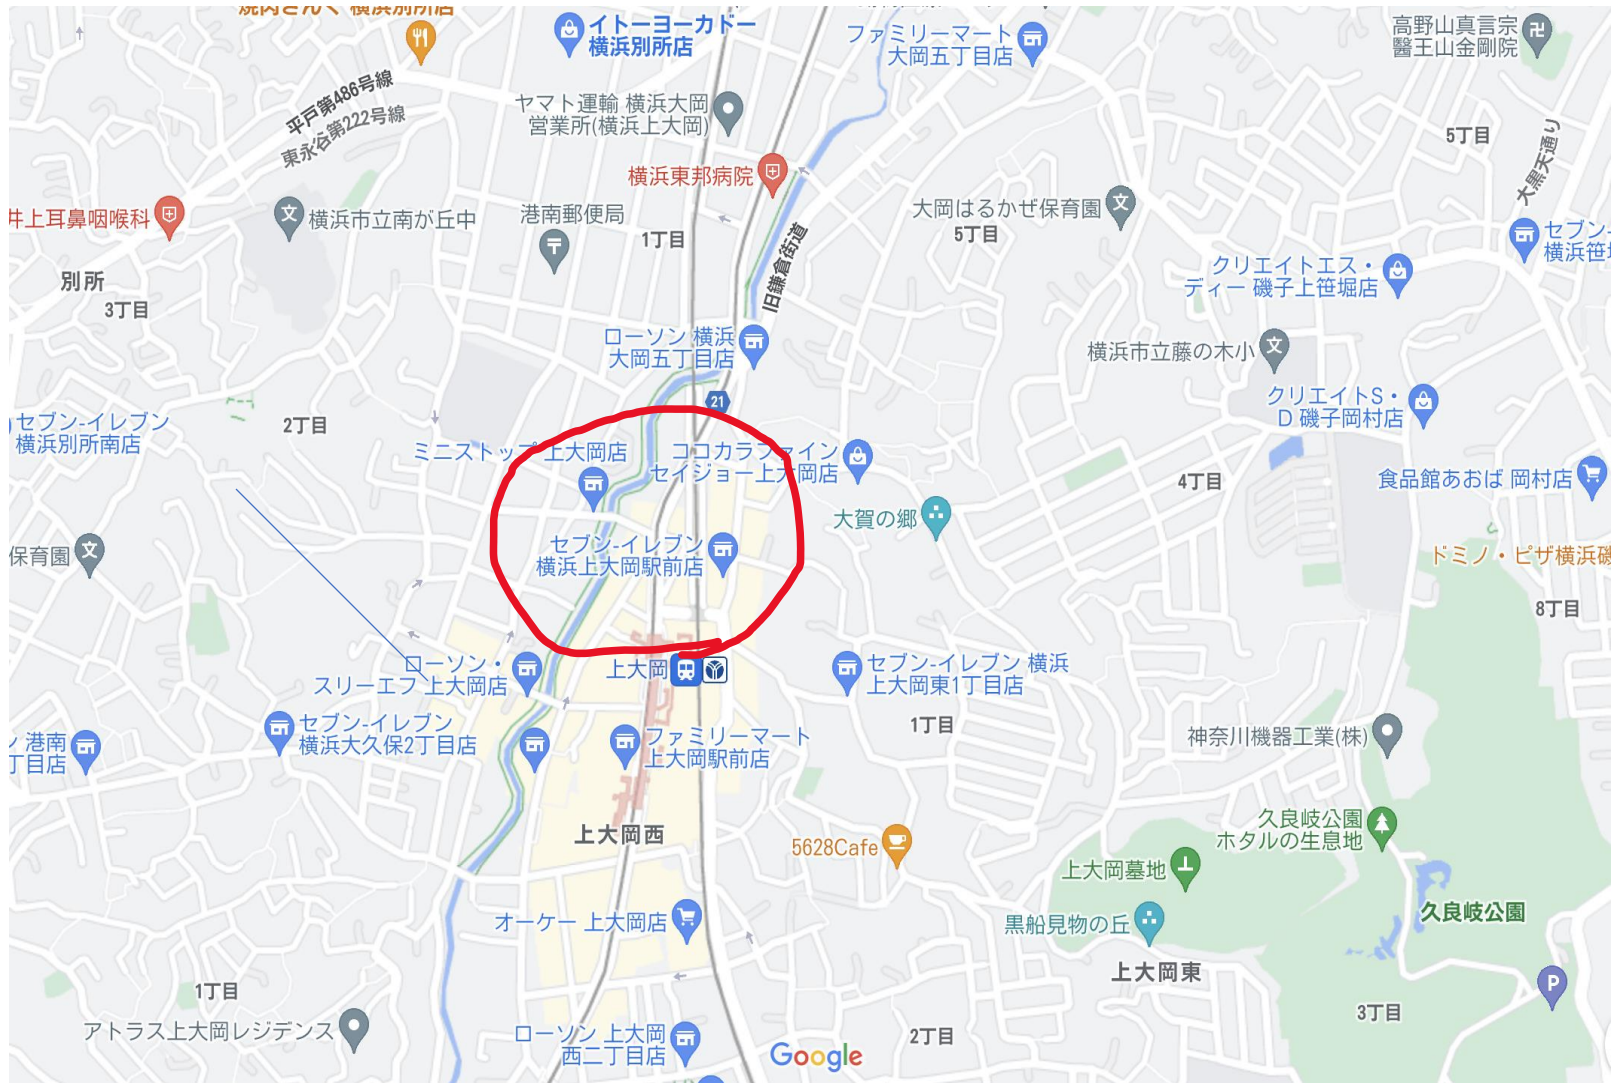 焼肉きんぐ 横浜別所店
イトーヨーカドー
横浜別所店
ファミリーマート
大岡五丁目店
高野山真言宗
醫王山金剛院
平戸第486号線
東永谷第222号線
ヤマト運輸 横浜大岡
営業所(横浜上大岡)
5丁目
大黒天通り
横浜東邦病院
井上耳鼻咽喉科
横浜市立南が丘中
港南郵便局
1丁目
大岡はるかぜ保育園
5丁目
セブン-
横浜笹
旧鎌倉街道
クリエイトエス・
ディー 磯子上笹堀店
別所
3丁目
ローソン 横浜
大岡五丁目店
横浜市立藤の木小
21
クリエイトS・
D 磯子岡村店
セブン-イレブン
横浜別所南店
2丁目
ミニストップ 上大岡店
ココカラファイン
セイジョー上大岡店
4丁目
食品館あおば 岡村店
大賀の郷
保育園
セブン-イレブン
横浜上大岡駅前店
ドミノ・ピザ横浜磯
8丁目
ローソン・
スリーエフ 上大岡店
上大岡
セブン-イレブン 横浜
上大岡東1丁目店
セブン-イレブン
横浜大久保2丁目店
ン 港南
丁目店
ファミリーマート
上大岡駅前店
1丁目
神奈川機器工業(株)
上大岡西
5628Cafe
久良岐公園
ホタルの生息地
上大岡墓地
オーケー 上大岡店
黒船見物の丘
久良岐公園
上大岡東
P
1丁目
3丁目
アトラス上大岡レジデンス
ローソン 上大岡
西二丁目店
Google
2丁目